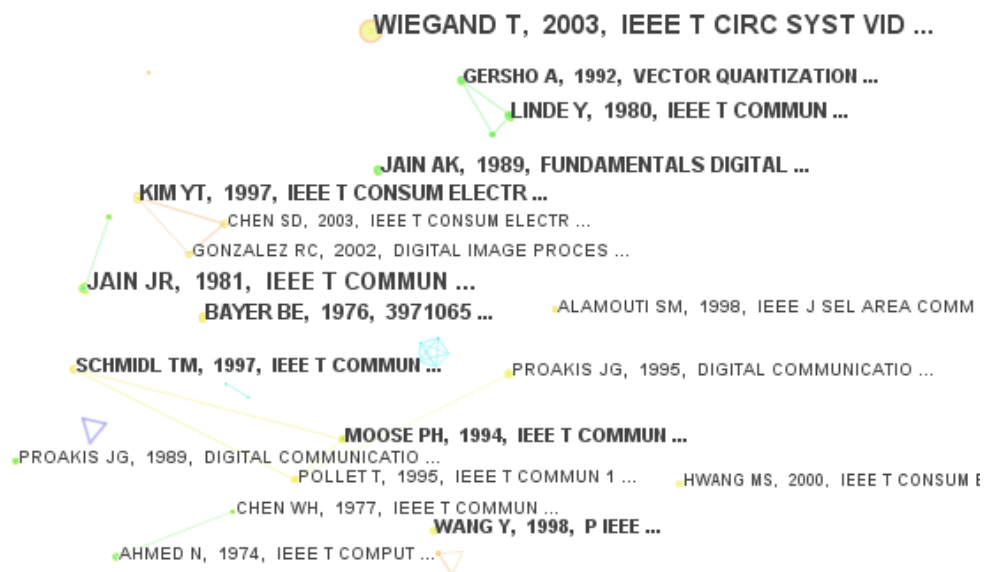 WIEGAND T, 2003, IEEE T CIRC SYST VID ...
GERSHO A, 1992, VECTOR QUANTIZATION ...
LINDE Y, 1980, IEEE T COMMUN ...
JAIN AK, 1989, FUNDAMENTALS DIGITAL ...
KIM YT, 1997, IEEE T CONSUM ELECTR ...
CHEN SD, 2003, IEEE T CONSUM ELECTR ...
GONZALEZ RC, 2002, DIGITAL IMAGE PROCES ...
JAIN JR, 1981, IEEE T COMMUN ...
BAYER BE, 1976, 3971065 ...
ALAMOUTI SM, 1998, IEEE J SEL AREA COMM
SCHMIDL TM, 1997, IEEE T COMMUN ...
PROAKIS JG, 1995, DIGITAL COMMUNICATIO ...
MOOSE PH, 1994, IEEE T COMMUN ...
PROAKIS JG, 1989, DIGITAL COMMUNICATIO ...
POLLET T, 1995, IEEE T COMMUN 1 ...
HWANG MS, 2000, IEEE T CONSUM E
CHEN WH, 1977, IEEE T COMMUN ...
WANG Y, 1998, P IEEE ...
AHMED N, 1974, IEEE T COMPUT ...